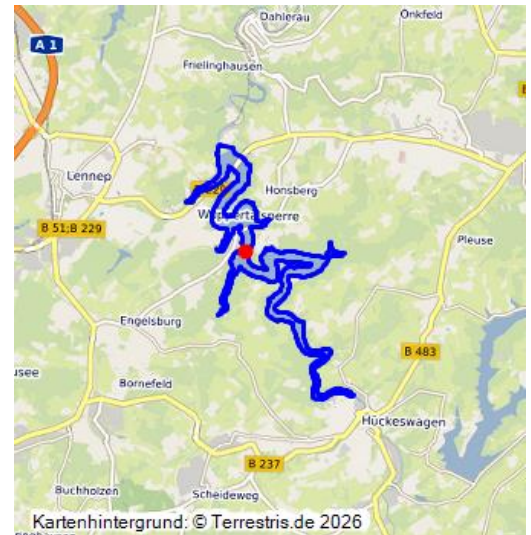 Dahlerau
Önkfeld
A 1
Frielinghausen
B
Lennep
Honsberg
Wuppertalsperre
B 51;B 229
Pleuse
Engelsburg
B 483
usee
Bornefeld
Hückeswagen
B 237
Buchholzen
Scheideweg
Kartenhintergrund: © Terrestris.de 2026